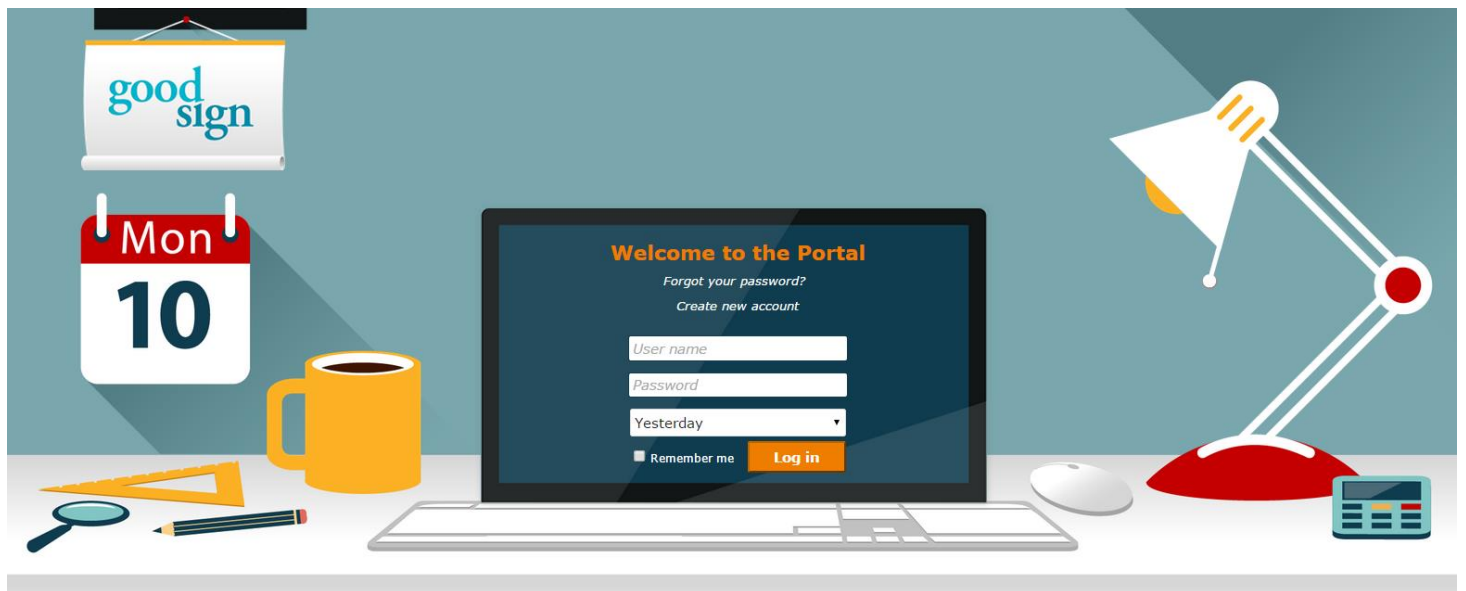 good
sign
Mon
10
Welcome to the Portal
Forgot your password?
Create new account
User name
Password
Yesterday
Remember me
Log in